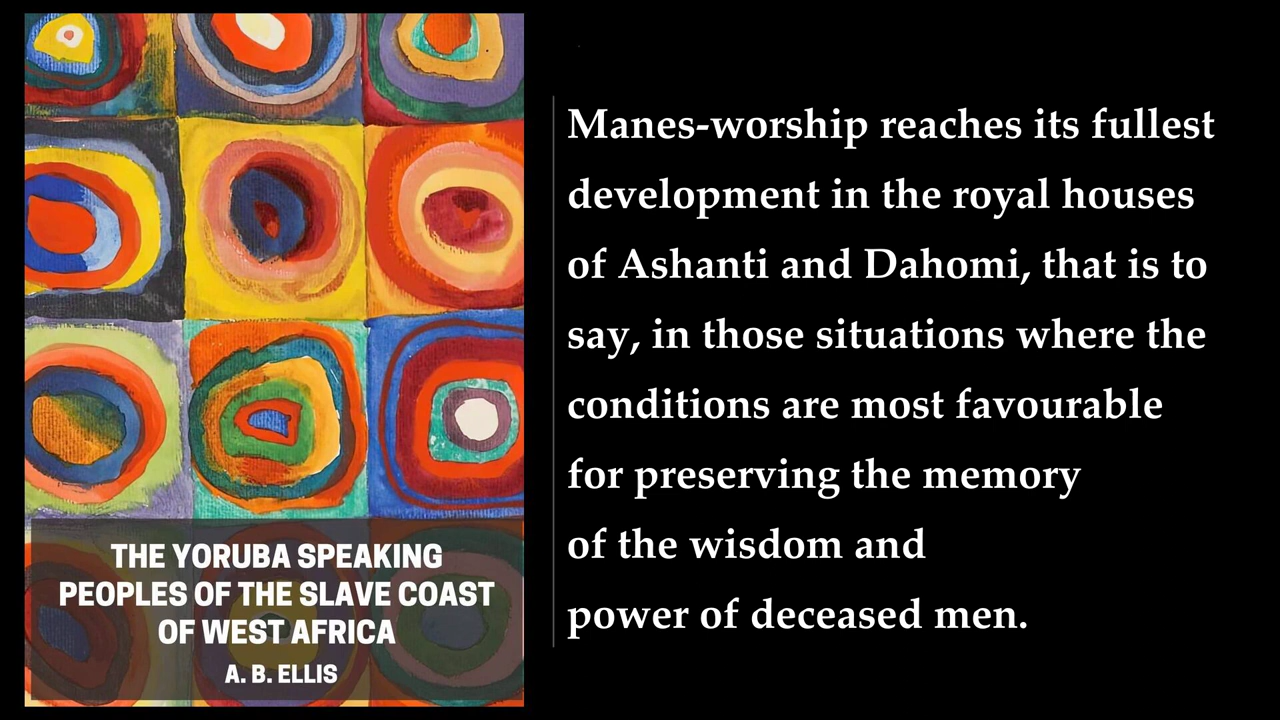 THE YORUBA SPEAKING
PEOPLES OF THE SLAVE COAST
OF WEST AFRICA
A. B. ELLIS
Manes-worship reaches its fullest
development in the royal houses
of Ashanti and Dahomi, that is to
say, in those situations where the
conditions are most favourable
for preserving the memory
of the wisdom and
power of deceased men.